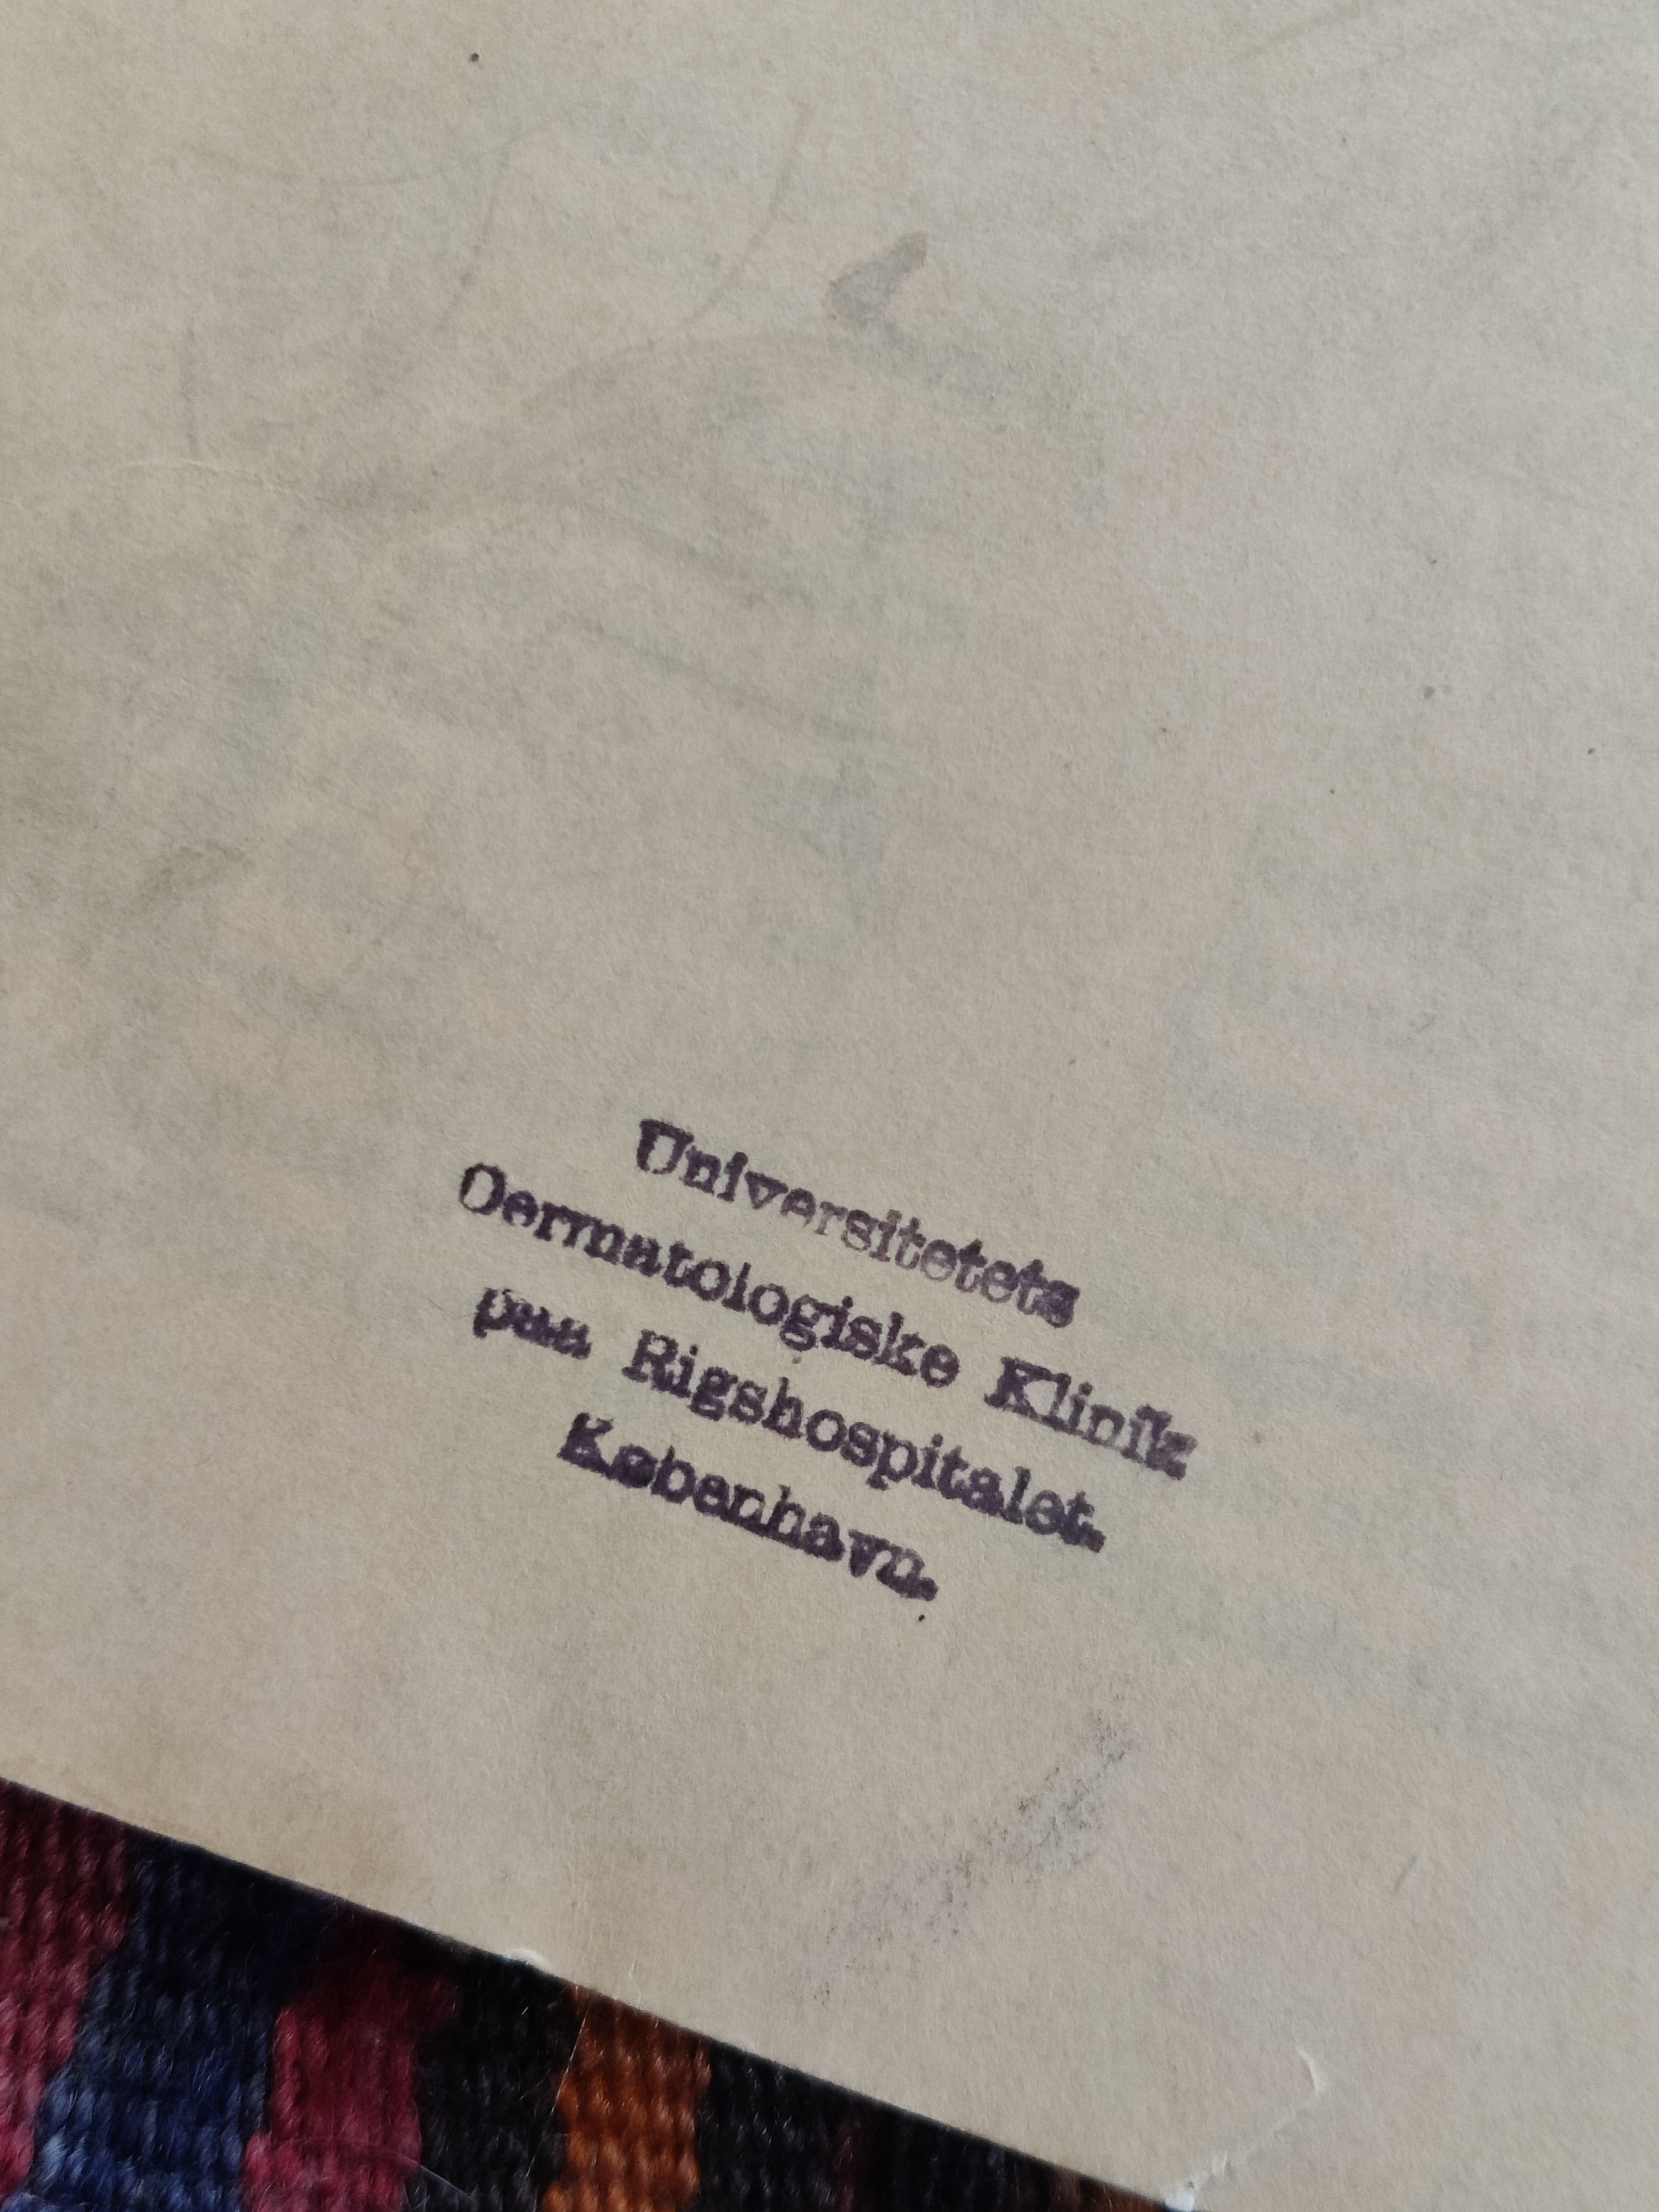 Universitetets
Dermatologiske Klinik
paa Rigshospitalet.
København.